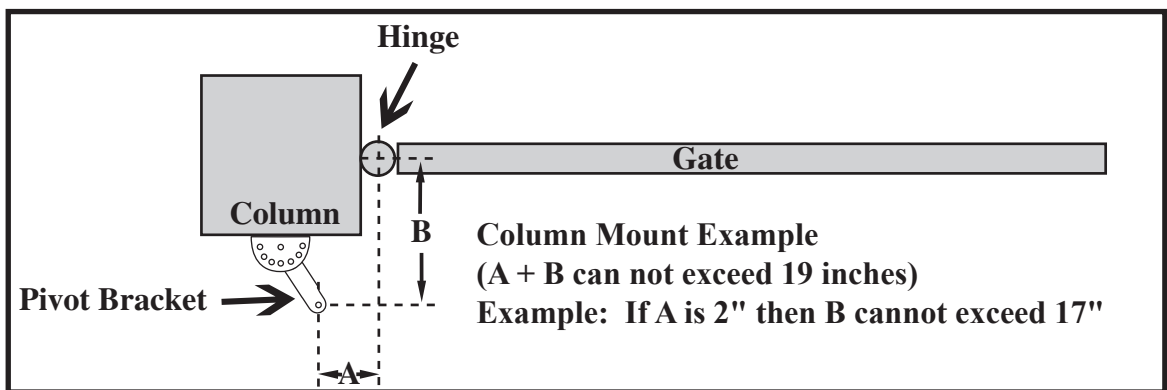 Hinge
Gate
Column
B
Column Mount Example
(A + B can not exceed 19 inches)
Pivot Bracket
Example: If A is 2" then B cannot exceed 17"
A